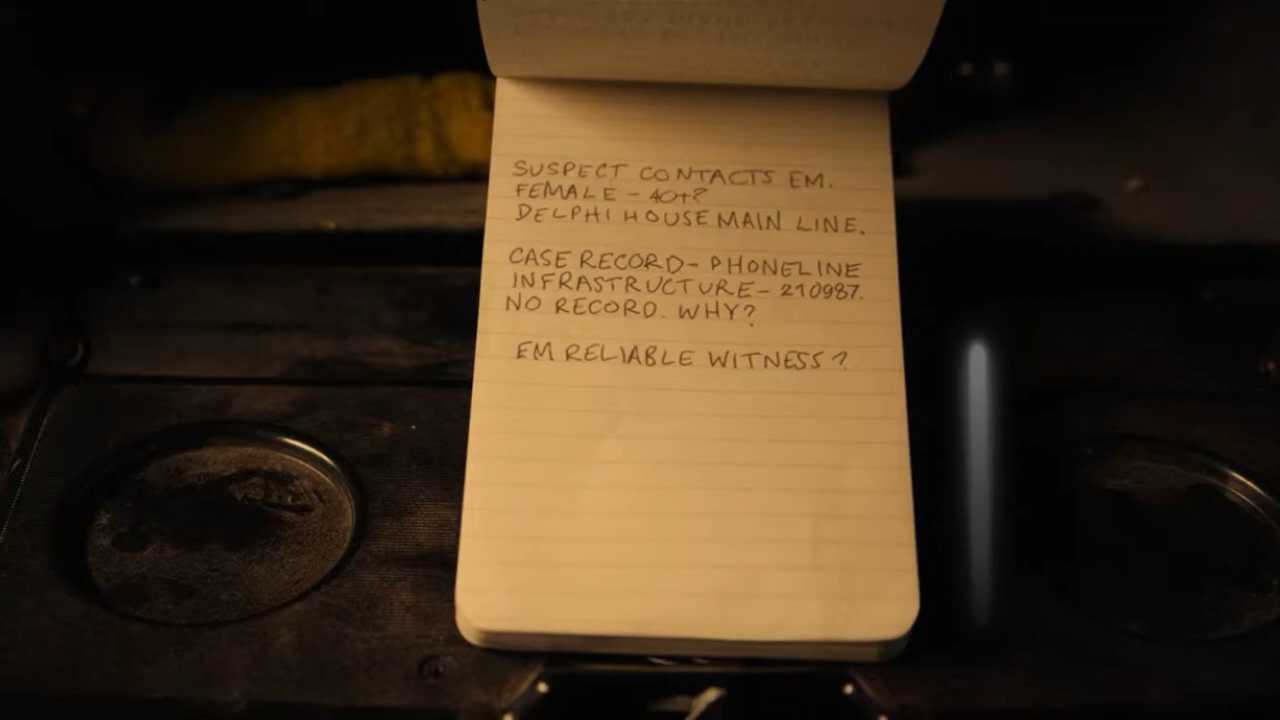 SUSPECT CONTACTS EM.
FEMALE - 40+?
DELPHI HOUSE MAIN LINE.
CASE RECORD - PHONELINE
INFRASTRUCTURE - 210987.
NO RECORD. WHY?
EM RELIABLE WITNESS?